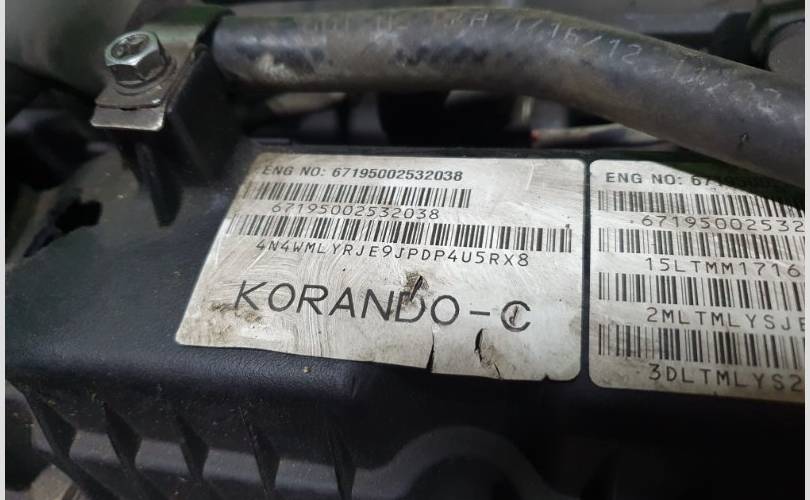 ENG NO: 67195002532038
67195002532038
4N4WMLYRJE9JPDP4U5RX8
KORANDO-C
ENG NO:
67195002532
15LTMM1716
2MLTMLYSJE
3DLTMLYS2